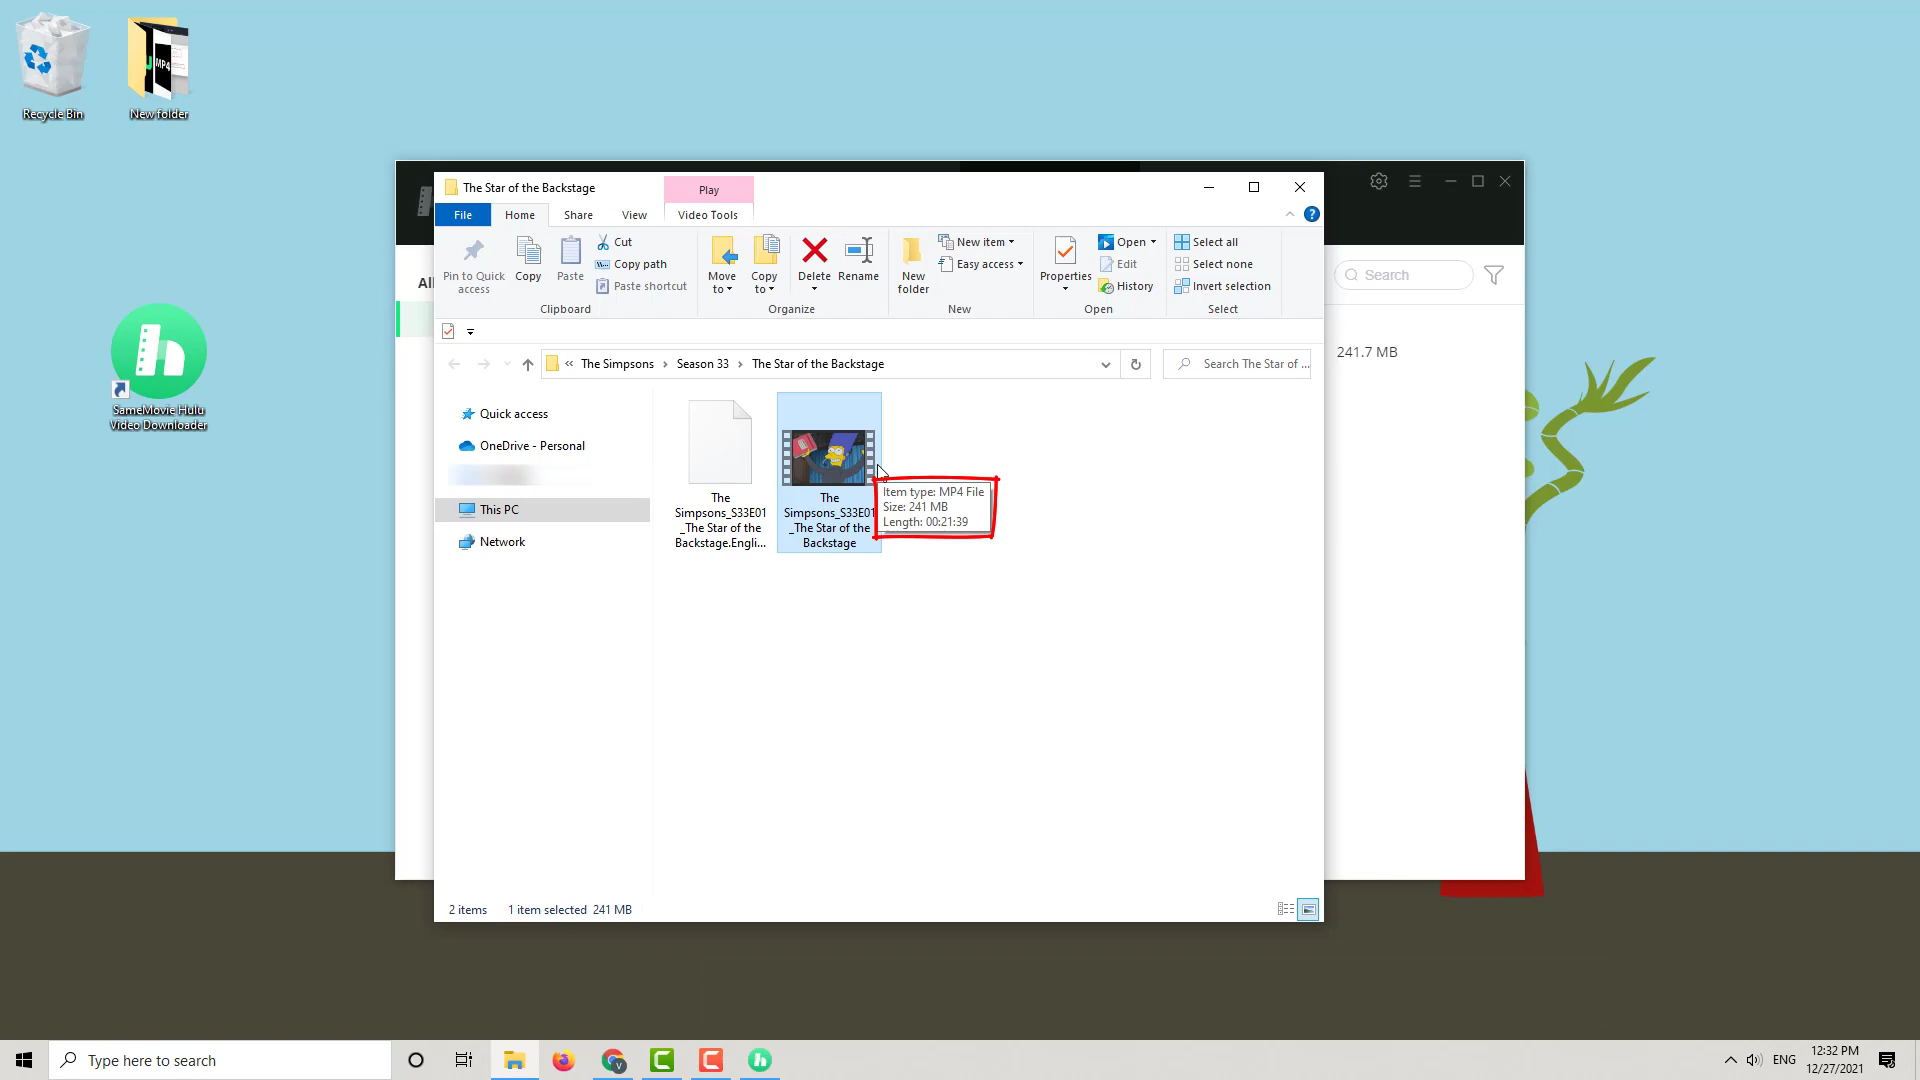 Recycle Bin
New folder
MP4
SameMovie Hulu
Video Downloader
The Star of the Backstage
Play
File
Home
Share
View
Video Tools
?
Pin to Quick
access
Copy
Paste
Cut
Copy path
Paste shortcut
Clipboard
Move
to
Copy
to
Delete
Rename
Organize
New
folder
New item
Easy access
New
Properties
Open
Edit
History
Open
Select all
Select none
Invert selection
Select
Search
All
241.7 MB
« The Simpsons > Season 33 > The Star of the Backstage
Search The Star of ...
Quick access
OneDrive - Personal
This PC
Network
The
Simpsons_S33E01
_The Star of the
Backstage.Engli...
The
Simpsons_S33E01
_The Star of the
Backstage
Item type: MP4 File
Size: 241 MB
Length: 00:21:39
2 items
1 item selected 241 MB
Type here to search
V
ENG
12:32 PM
12/27/2021